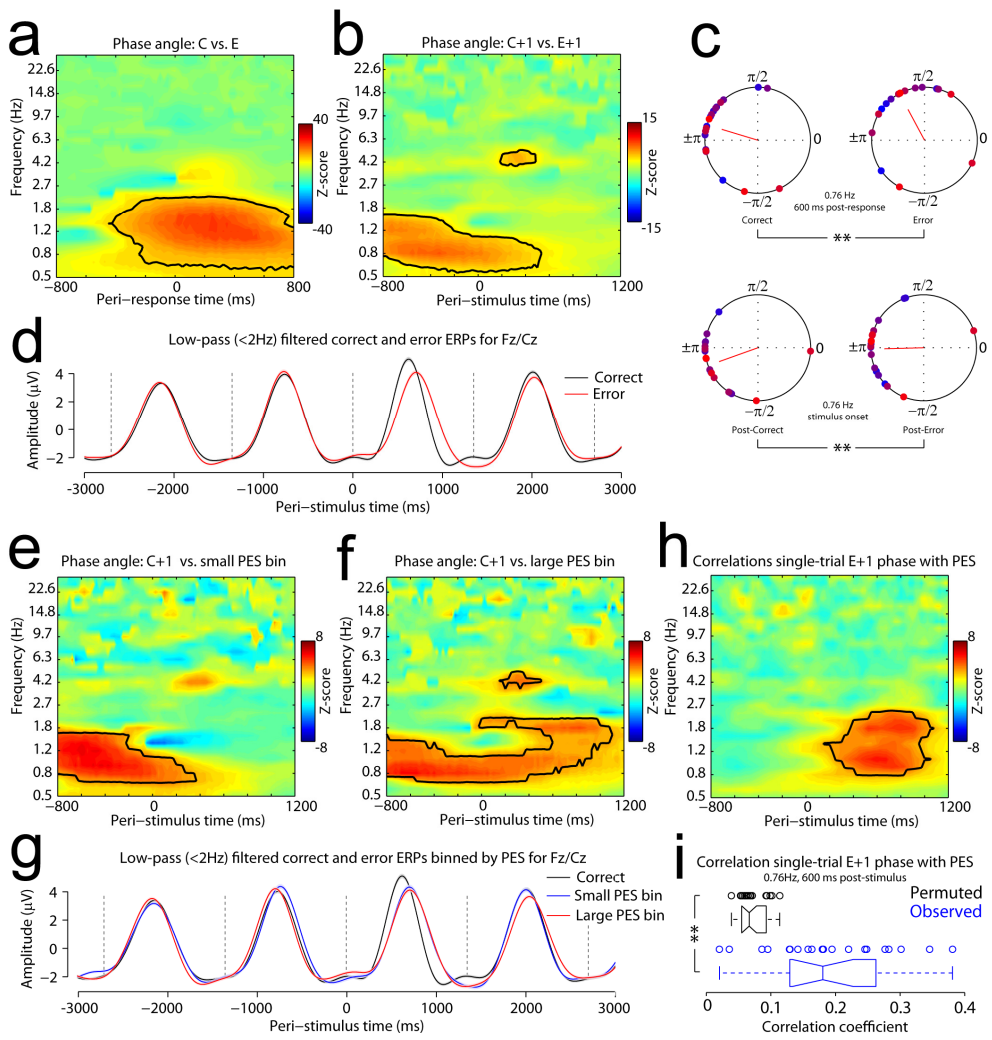 a
Phase angle: C vs. E
Frequency (Hz)
22.6
14.8
9.7
6.3
4.2
2.7
1.8
1.2
0.8
0.5
−800
0
800
Peri−response time (ms)
40
Z-score
-40
b
Phase angle: C+1 vs. E+1
Frequency (Hz)
22.6
14.8
9.7
6.3
4.2
2.7
1.8
1.2
0.8
0.5
−800
0
1200
Peri−stimulus time (ms)
15
Z-score
-15
c
π/2
π/2
±π
0
±π
0
−π/2
−π/2
0.76 Hz
600 ms post-response
Correct
Error
**
π/2
π/2
±π
0
±π
0
−π/2
−π/2
0.76 Hz
stimulus onset
Post-Correct
Post-Error
**
d
Low-pass (<2Hz) filtered correct and error ERPs for Fz/Cz
Amplitude (μV)
4
2
0
−2
Correct
Error
-3000
−2000
−1000
0
1000
2000
3000
Peri-stimulus time (ms)
e
Phase angle: C+1 vs. small PES bin
Frequency (Hz)
22.6
14.8
9.7
6.3
4.2
2.7
1.8
1.2
0.8
0.5
−800
0
1200
Peri−stimulus time (ms)
8
Z-score
-8
f
Phase angle: C+1 vs. large PES bin
Frequency (Hz)
22.6
14.8
9.7
6.3
4.2
2.7
1.8
1.2
0.8
0.5
−800
0
1200
Peri−stimulus time (ms)
8
Z-score
-8
h
Correlations single-trial E+1 phase with PES
Frequency (Hz)
22.6
14.8
9.7
6.3
4.2
2.7
1.8
1.2
0.8
0.5
−800
0
1200
Peri−stimulus time (ms)
8
Z-score
-8
g
Low-pass (<2Hz) filtered correct and error ERPs binned by PES for Fz/Cz
Amplitude (μV)
4
2
0
−2
Correct
Small PES bin
Large PES bin
−3000
−2000
−1000
0
1000
2000
3000
Peri−stimulus time (ms)
i
Correlation single-trial E+1 phase with PES
0.76Hz, 600 ms post-stimulus
Permuted
Observed
**
0
0.1
0.2
0.3
0.4
Correlation coefficient